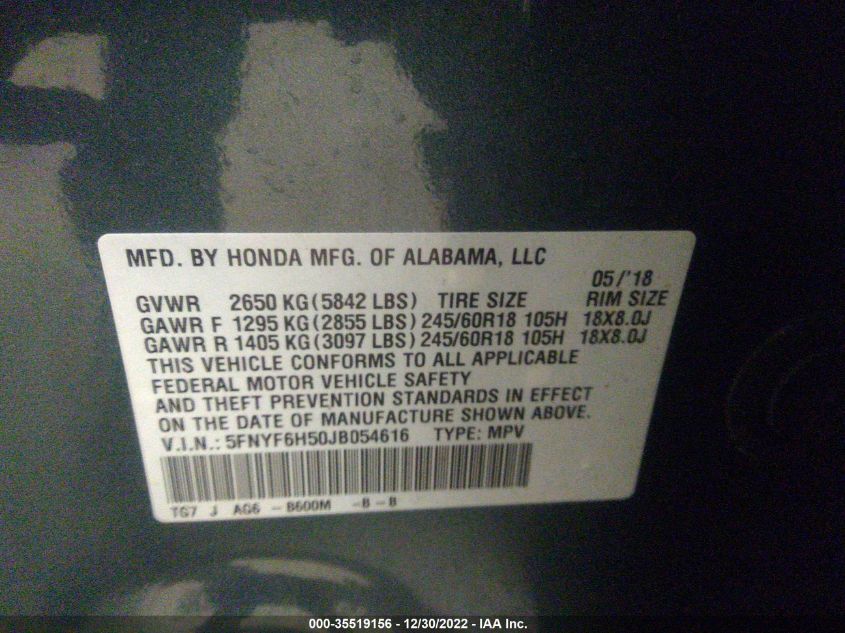 MFD. BY HONDA MFG. OF ALABAMA, LLC
05/'18
GVWR 2650 KG (5842 LBS) TIRE SIZE RIM SIZE
GAWR F 1295 KG (2855 LBS) 245/60R18 105H 18X8.0J
GAWR R 1405 KG (3097 LBS) 245/60R18 105H 18X8.0J
THIS VEHICLE CONFORMS TO ALL APPLICABLE
FEDERAL MOTOR VEHICLE SAFETY
AND THEFT PREVENTION STANDARDS IN EFFECT
ON THE DATE OF MANUFACTURE SHOWN ABOVE.
V.I.N.: 5FNYF6H50JB054616 TYPE: MPV
TG7 J AG6 - B600M -B-B
000-35519156 - 12/30/2022 - IAA Inc.